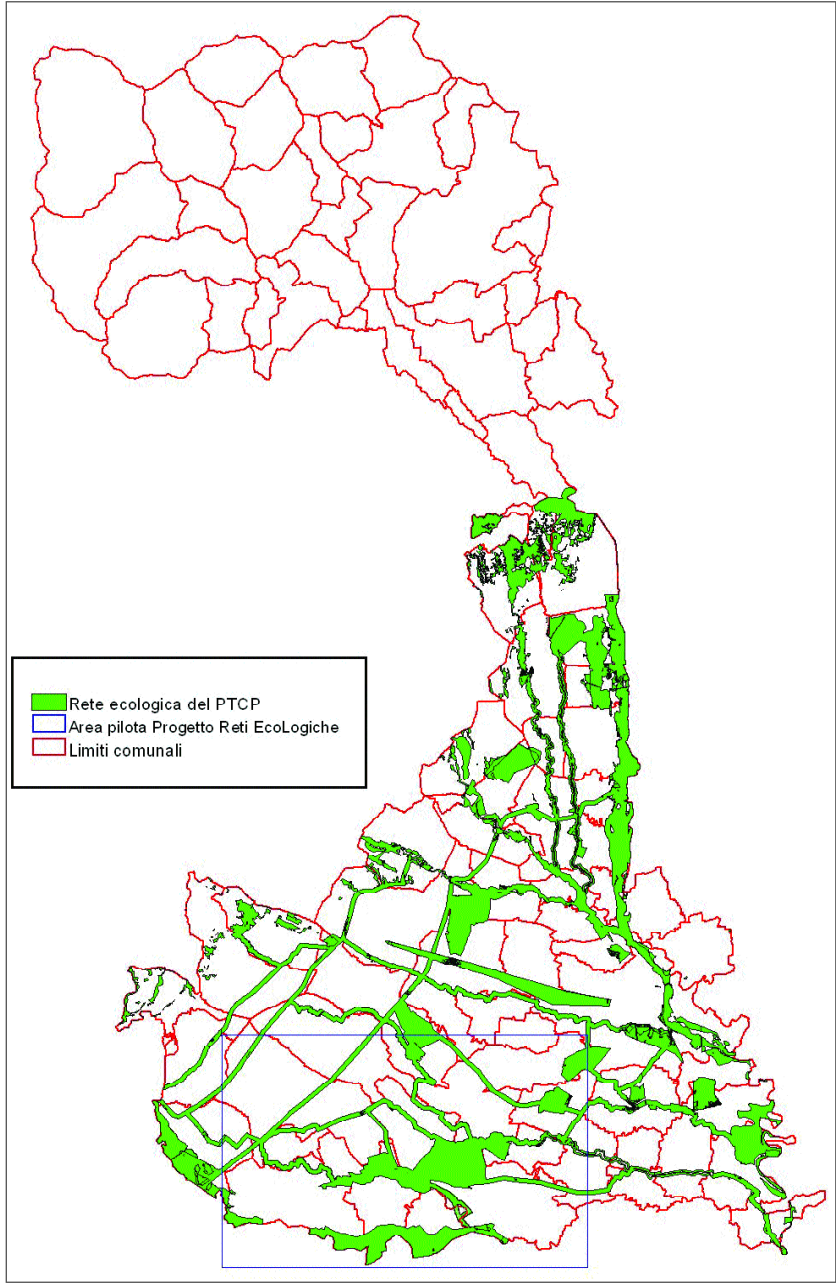 Rete ecologica del PTCP
Area pilota Progetto Reti EcoLogiche
Limiti comunali